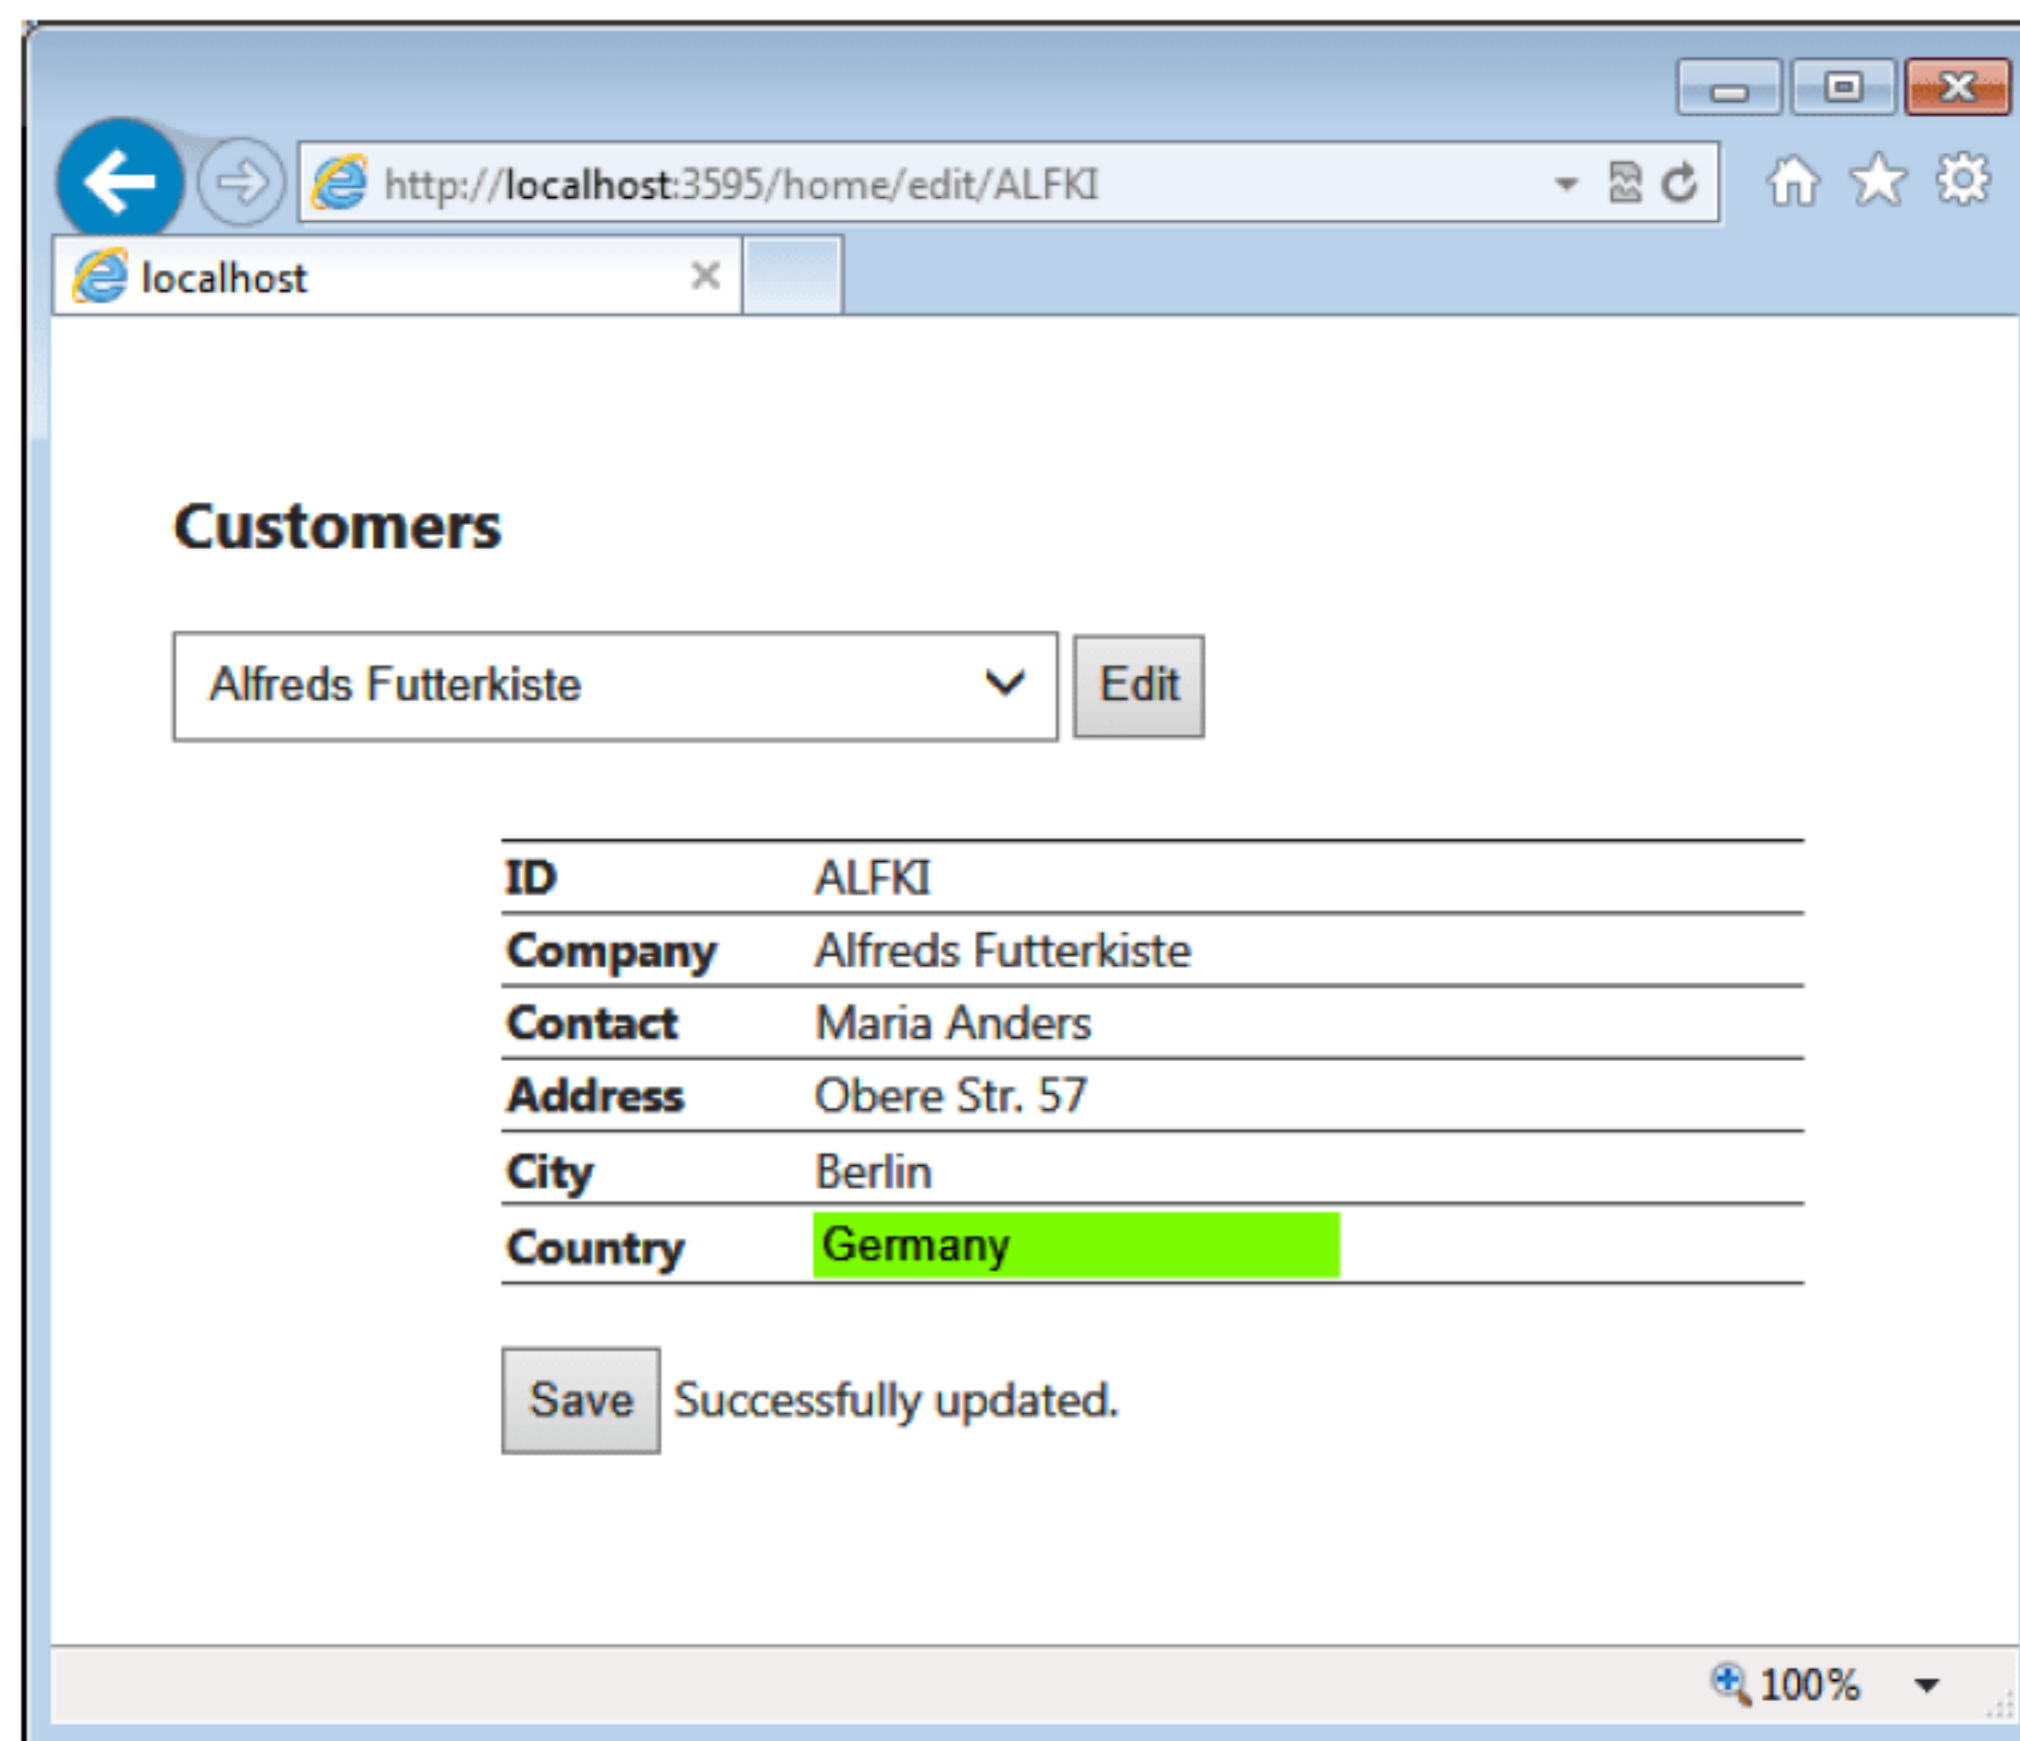 http://localhost:3595/home/edit/ALFKI
localhost
Customers
Alfreds Futterkiste Edit
ID ALFKI
Company Alfreds Futterkiste
Contact Maria Anders
Address Obere Str. 57
City Berlin
Country Germany
Save Successfully updated.
100%